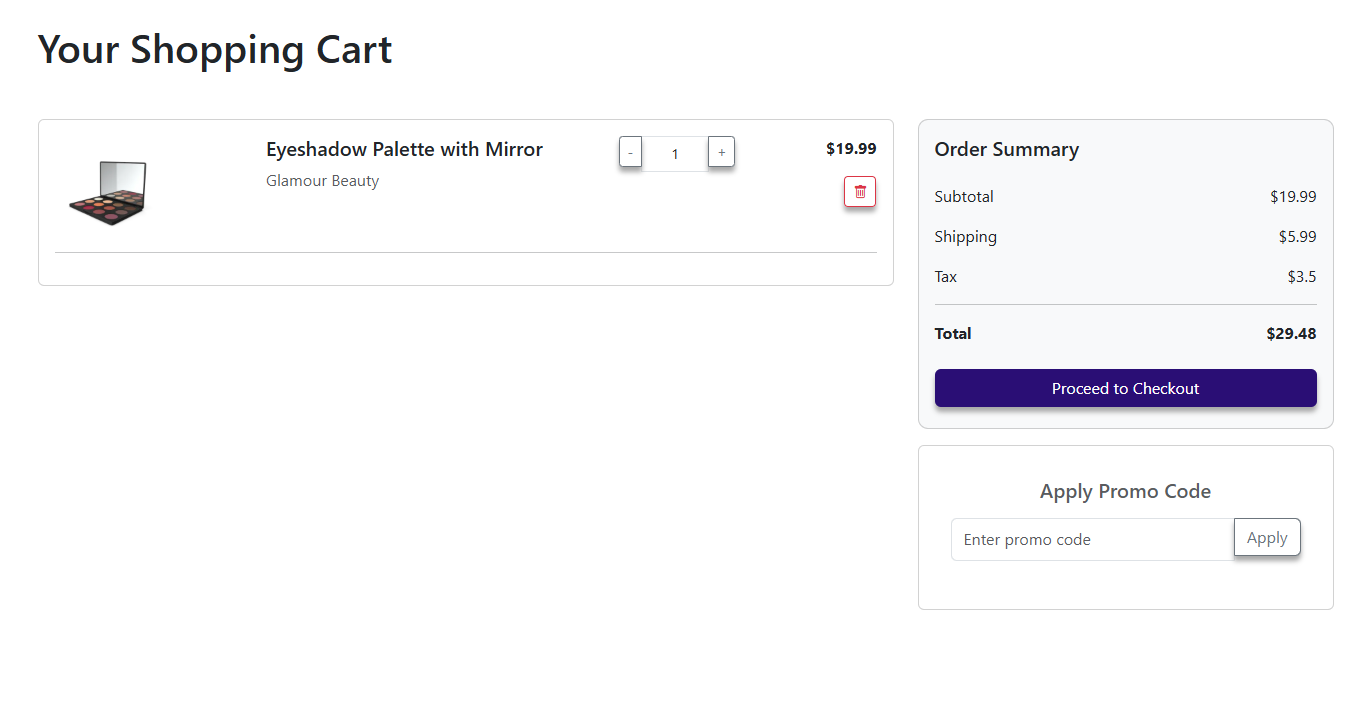 Your Shopping Cart
Eyeshadow Palette with Mirror
Glamour Beauty
- 1 +
$19.99
Order Summary
Subtotal $19.99
Shipping $5.99
Tax $3.5
Total $29.48
Proceed to Checkout
Apply Promo Code
Enter promo code Apply